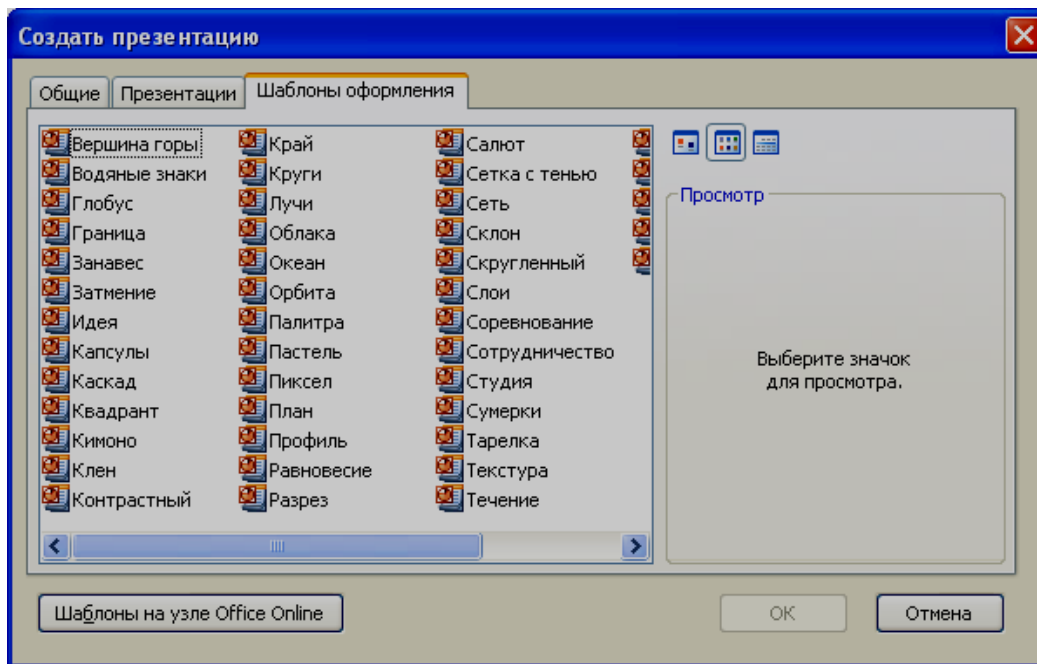 Создать презентацию
Общие
Презентации
Шаблоны оформления
Вершина горы
Водяные знаки
Глобус
Граница
Занавес
Затмение
Идея
Капсулы
Каскад
Квадрант
Кимоно
Клен
Контрастный
Край
Круги
Лучи
Облака
Океан
Орбита
Палитра
Пастель
Пиксел
План
Профиль
Равновесие
Разрез
Салют
Сетка с тенью
Сеть
Склон
Скругленный
Слои
Соревнование
Сотрудничество
Студия
Сумерки
Тарелка
Текстура
Течение
Просмотр
Выберите значок
для просмотра.
Шаблоны на узле Office Online
ОК
Отмена